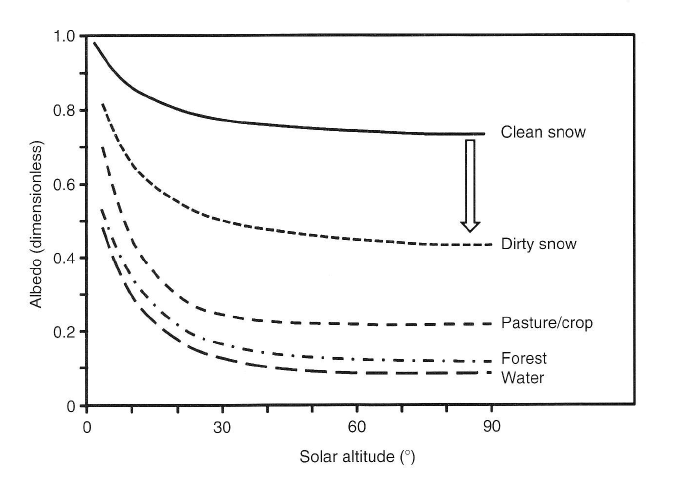 1.0
0.8
0.6
0.4
0.2
0
Albedo (dimensionless)
Clean snow
Dirty snow
Pasture/crop
Forest
Water
0
30
60
90
Solar altitude (°)